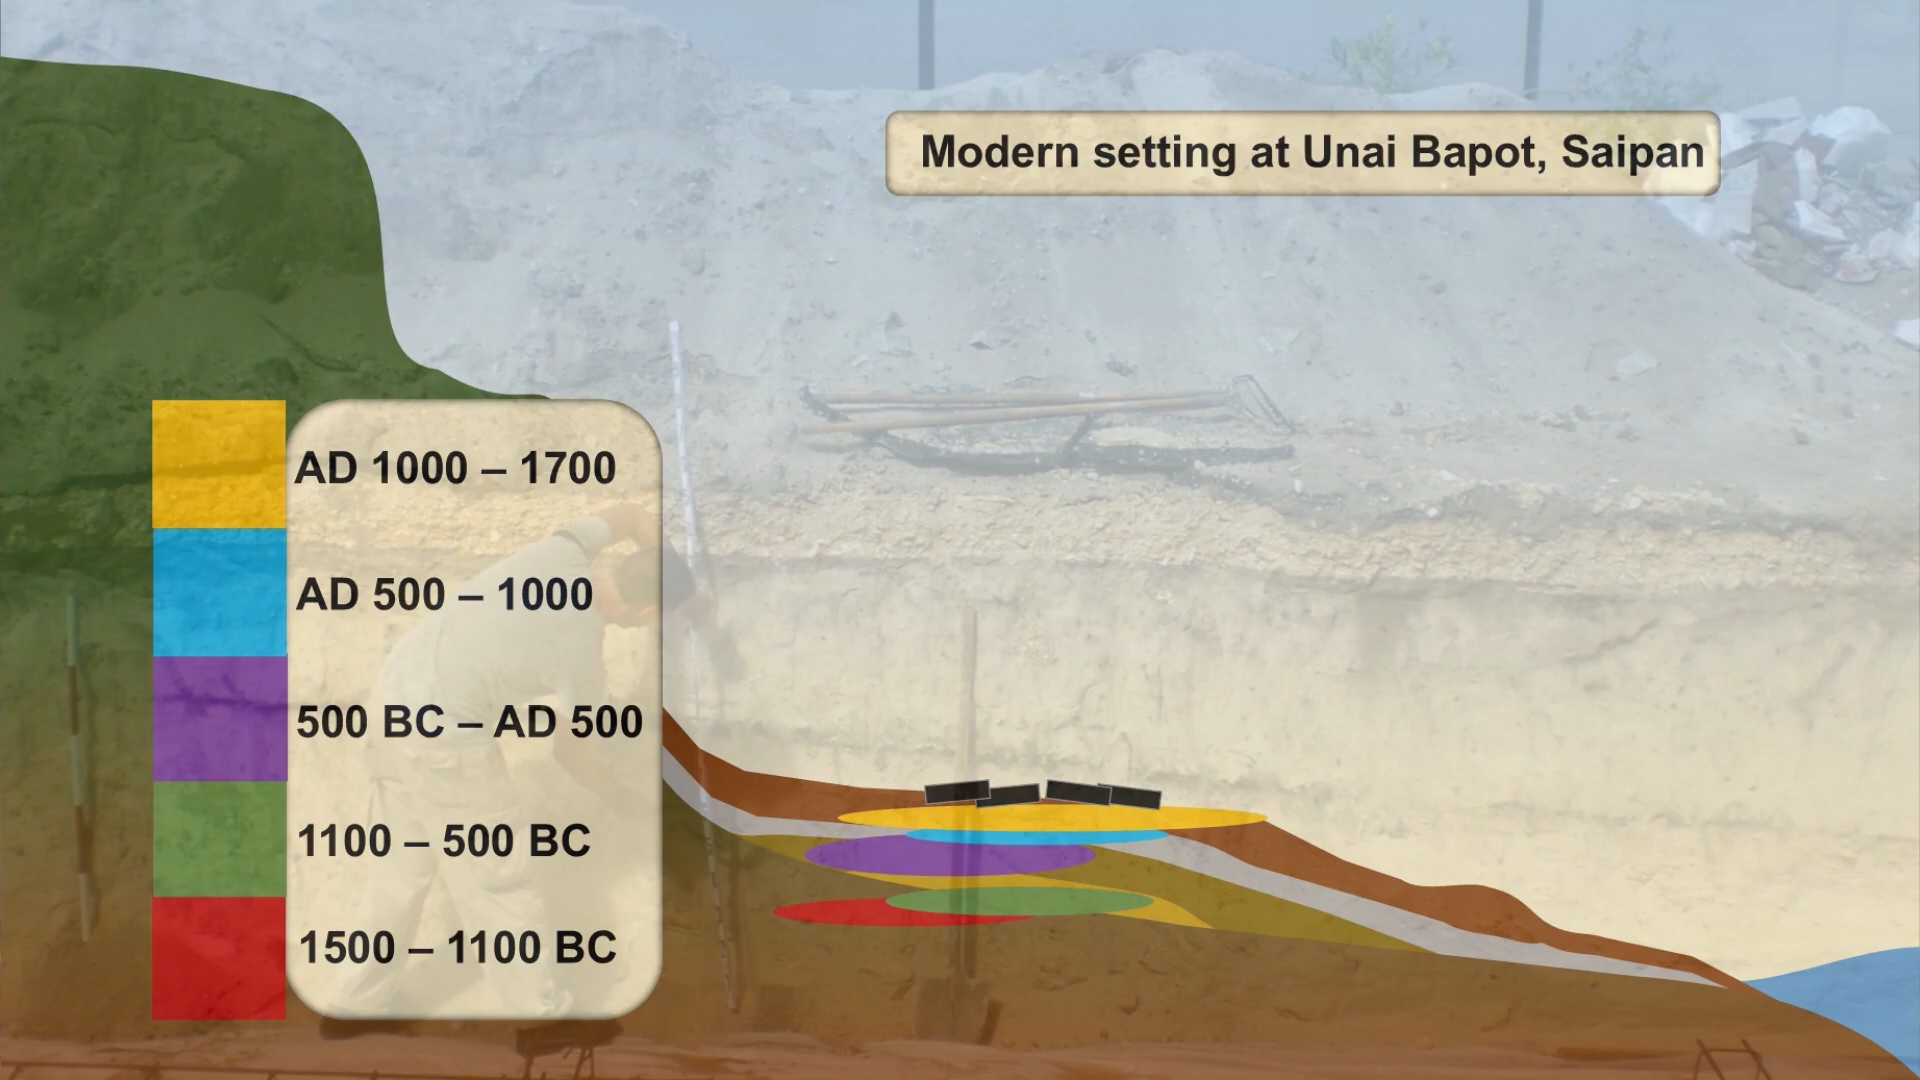 Modern setting at Unai Bapot, Saipan
AD 1000 – 1700
AD 500 – 1000
500 BC – AD 500
1100 – 500 BC
1500 – 1100 BC